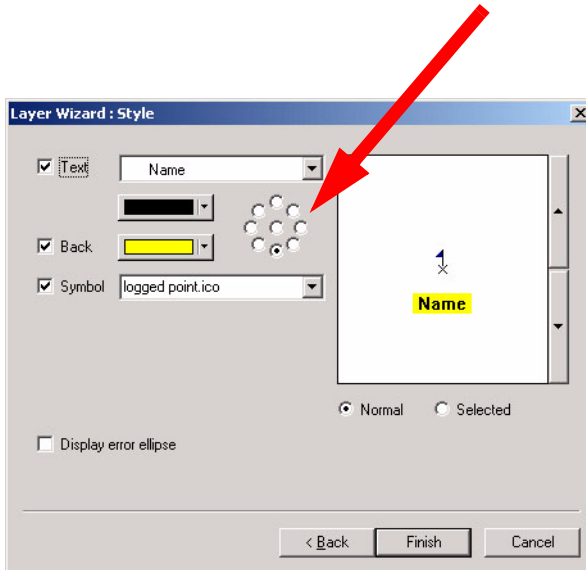 Layer Wizard : Style
Text
Name
Back
Symbol
logged point.ico
Name
Normal
Selected
Display error ellipse
< Back
Finish
Cancel